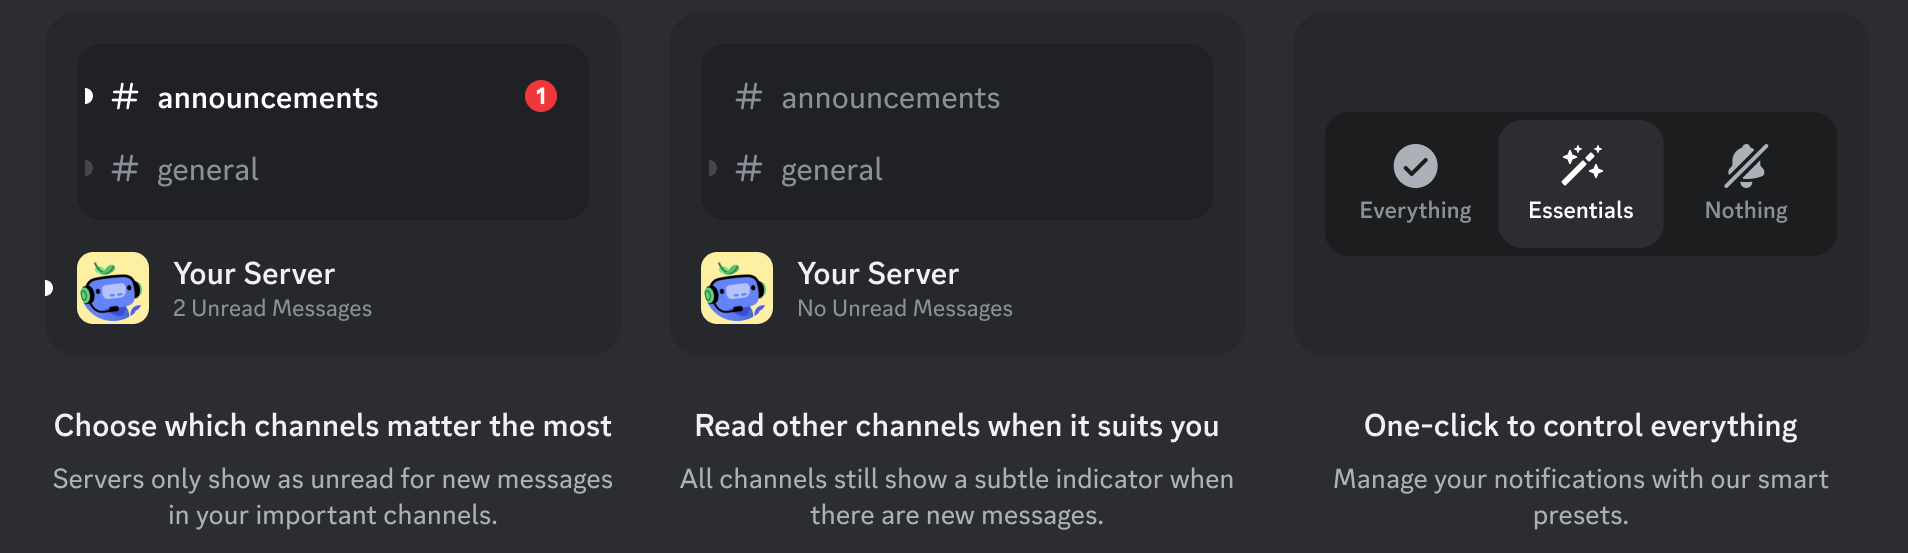 # announcements 1
# general
Your Server
2 Unread Messages
Choose which channels matter the most
Servers only show as unread for new messages
in your important channels.
# announcements
# general
Your Server
No Unread Messages
Read other channels when it suits you
All channels still show a subtle indicator when
there are new messages.
Everything
Essentials
Nothing
One-click to control everything
Manage your notifications with our smart
presets.